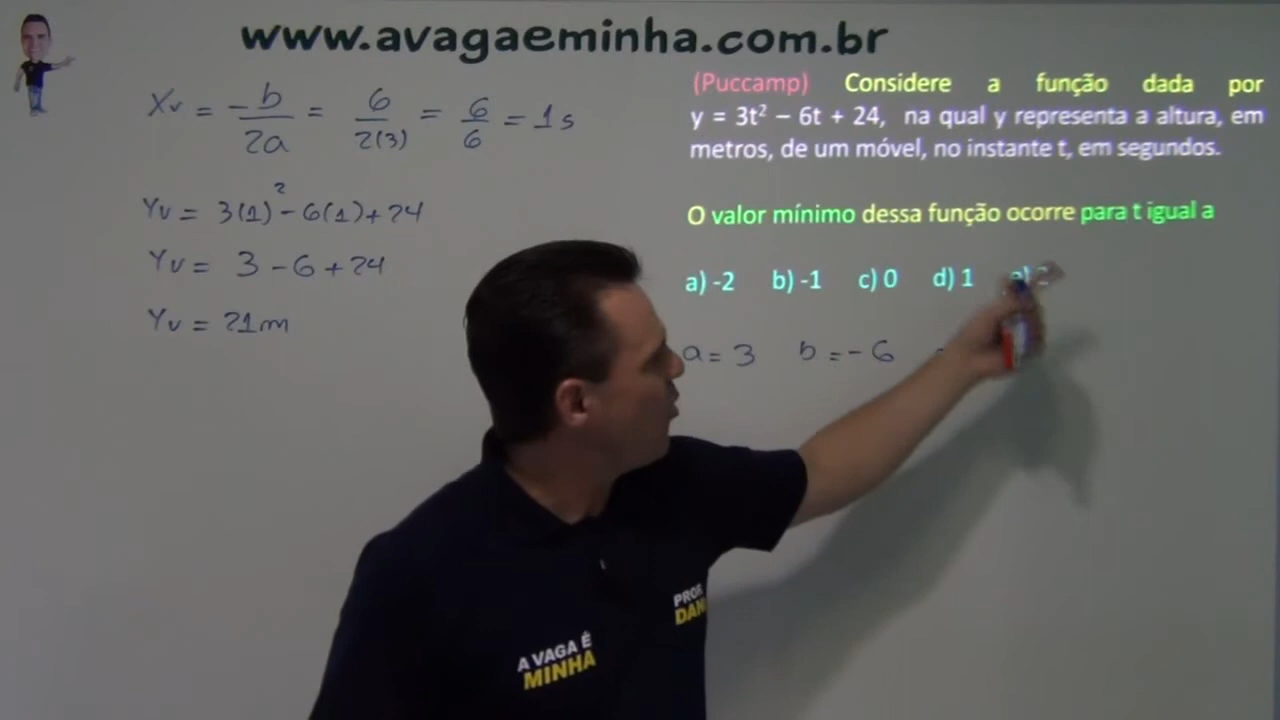 www.avagaeminha.com.br
Xv = -b/2a = 6/2(3) = 6/6 = 1s
Yv = 3(1)² - 6(1) + 24
Yv = 3 - 6 + 24
Yv = 21m
(Puccamp) Considere a função dada por
y = 3t² – 6t + 24, na qual y representa a altura, em
metros, de um móvel, no instante t, em segundos.
O valor mínimo dessa função ocorre para t igual a
a) -2 b) -1 c) 0 d) 1
a = 3 b = - 6
PROF.
A VAGA É
MINHA